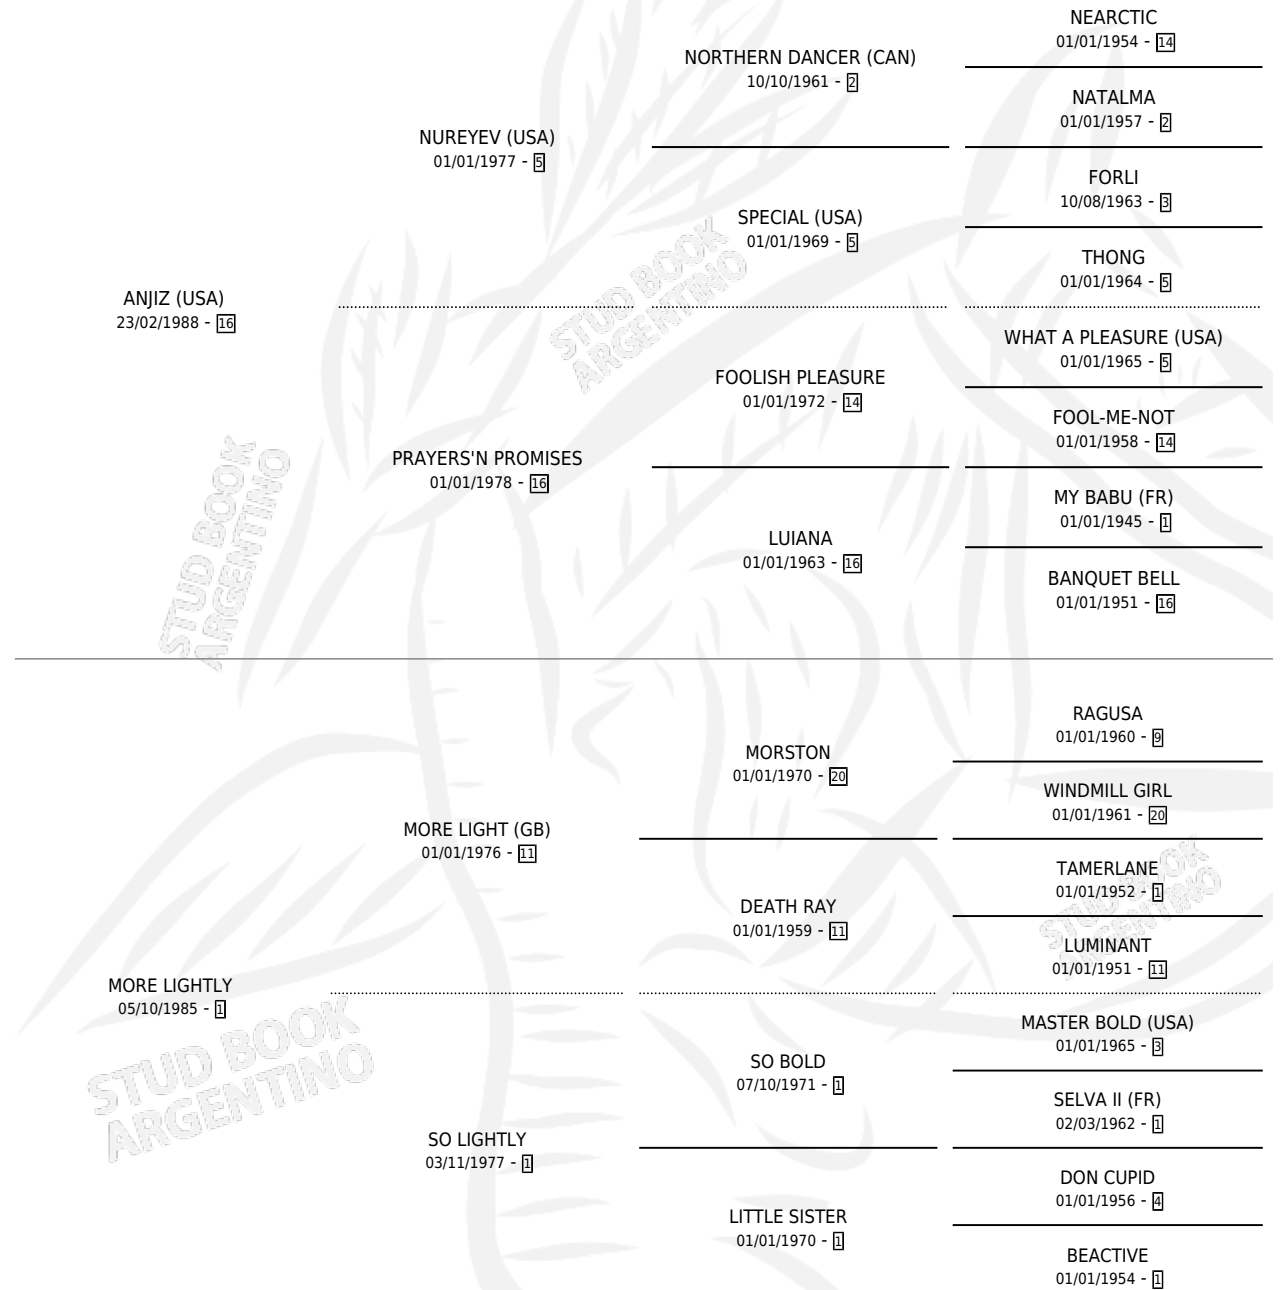 NEARCTIC
01/01/1954 - 14
NORTHERN DANCER (CAN)
10/10/1961 - 2
NATALMA
01/01/1957 - 2
NUREYEV (USA)
01/01/1977 - 5
FORLI
10/08/1963 - 3
SPECIAL (USA)
01/01/1969 - 5
THONG
01/01/1964 - 5
ANJIZ (USA)
23/02/1988 - 16
WHAT A PLEASURE (USA)
01/01/1965 - 5
FOOLISH PLEASURE
01/01/1972 - 14
FOOL-ME-NOT
01/01/1958 - 14
PRAYERS'N PROMISES
01/01/1978 - 16
MY BABU (FR)
01/01/1945 - 1
LUIANA
01/01/1963 - 16
BANQUET BELL
01/01/1951 - 16
RAGUSA
01/01/1960 - 9
MORSTON
01/01/1970 - 20
WINDMILL GIRL
01/01/1961 - 20
MORE LIGHT (GB)
01/01/1976 - 11
TAMERLANE
01/01/1952 - 1
DEATH RAY
01/01/1959 - 11
LUMINANT
01/01/1951 - 11
MORE LIGHTLY
05/10/1985 - 1
MASTER BOLD (USA)
01/01/1965 - 3
SO BOLD
07/10/1971 - 1
SELVA II (FR)
02/03/1962 - 1
SO LIGHTLY
03/11/1977 - 1
DON CUPID
01/01/1956 - 4
LITTLE SISTER
01/01/1970 - 1
BEACTIVE
01/01/1954 - 1
STUD BOOK
ARGENTINO
STUD BOOK
ARGENTINO
STUD BOOK
ARGENTINO
STUD BOOK
ARGENTINO